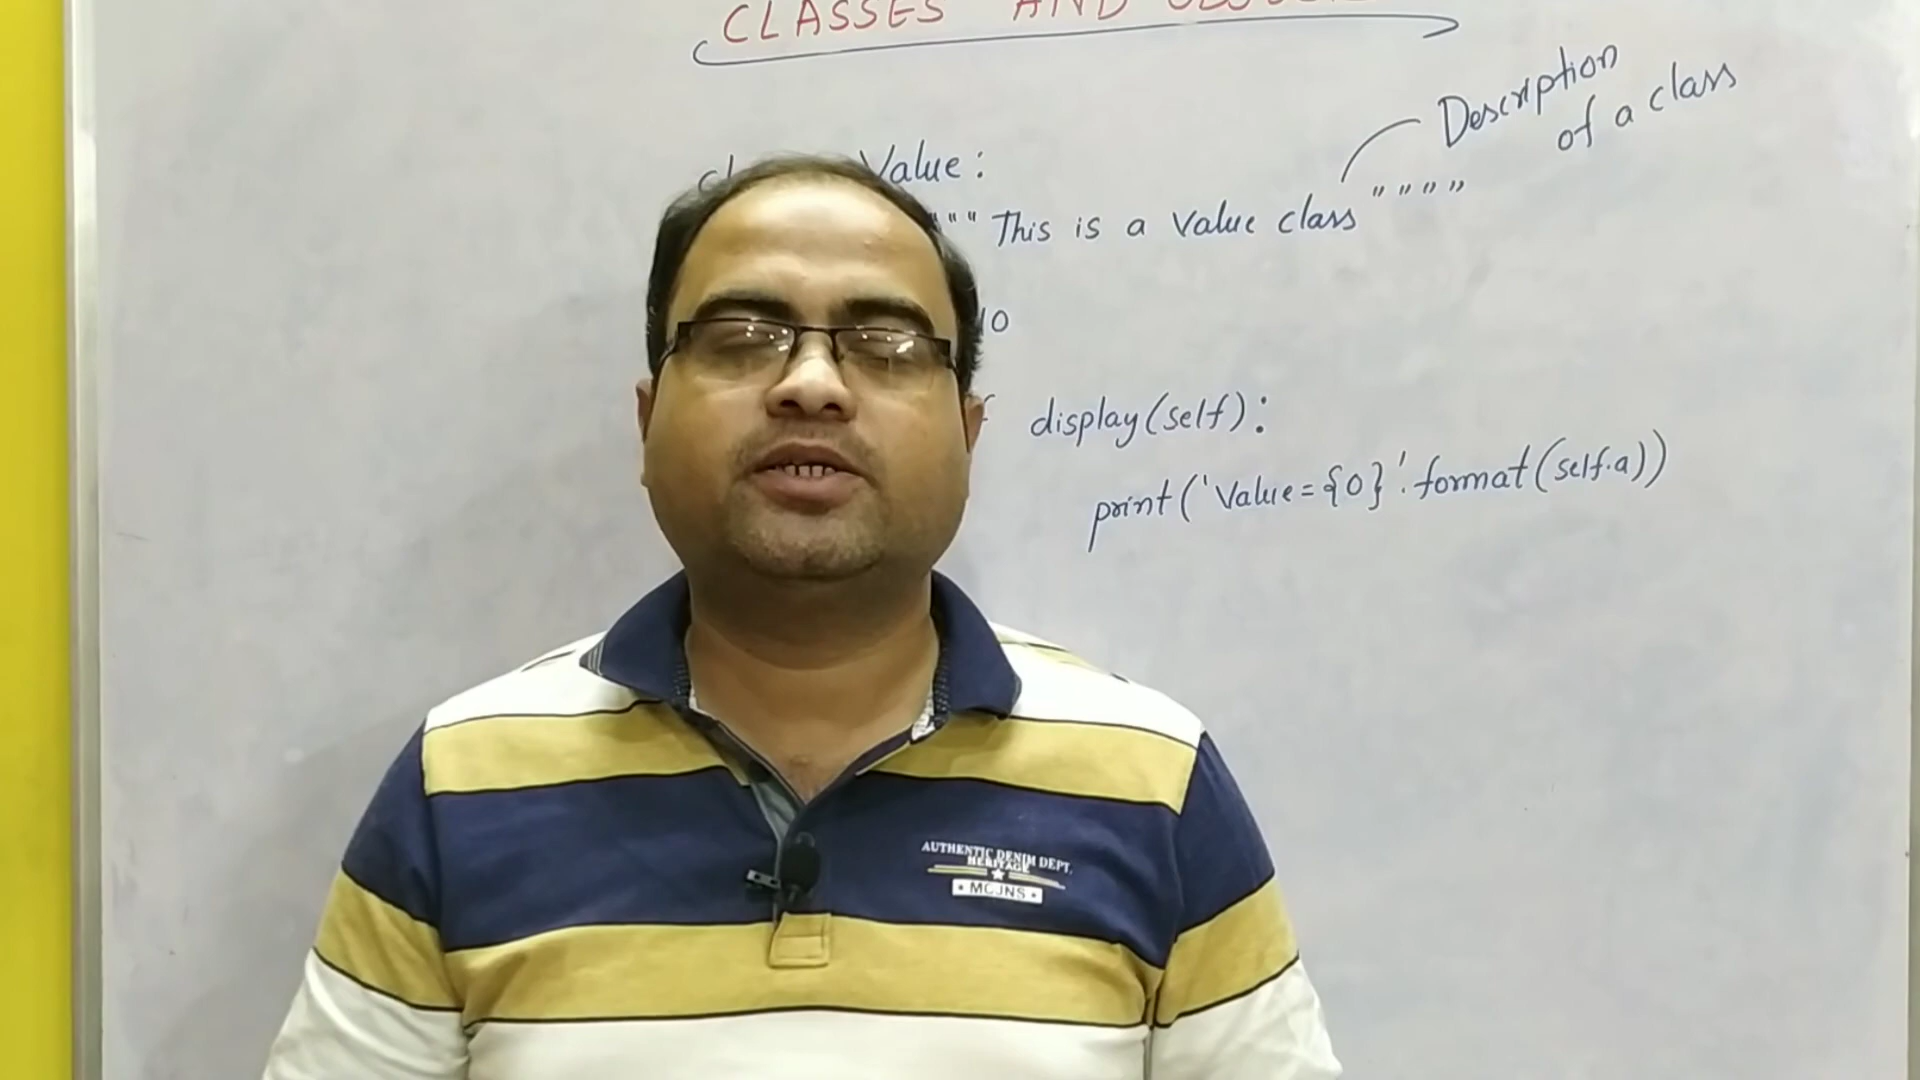 CLASSES AND
Description
of a class
Value:
"" This is a value class """"
10
display(self):
print('Value={0}'.format(self.a))
AUTHENTIC DENIM DEPT.
HERITAGE
MCJNS